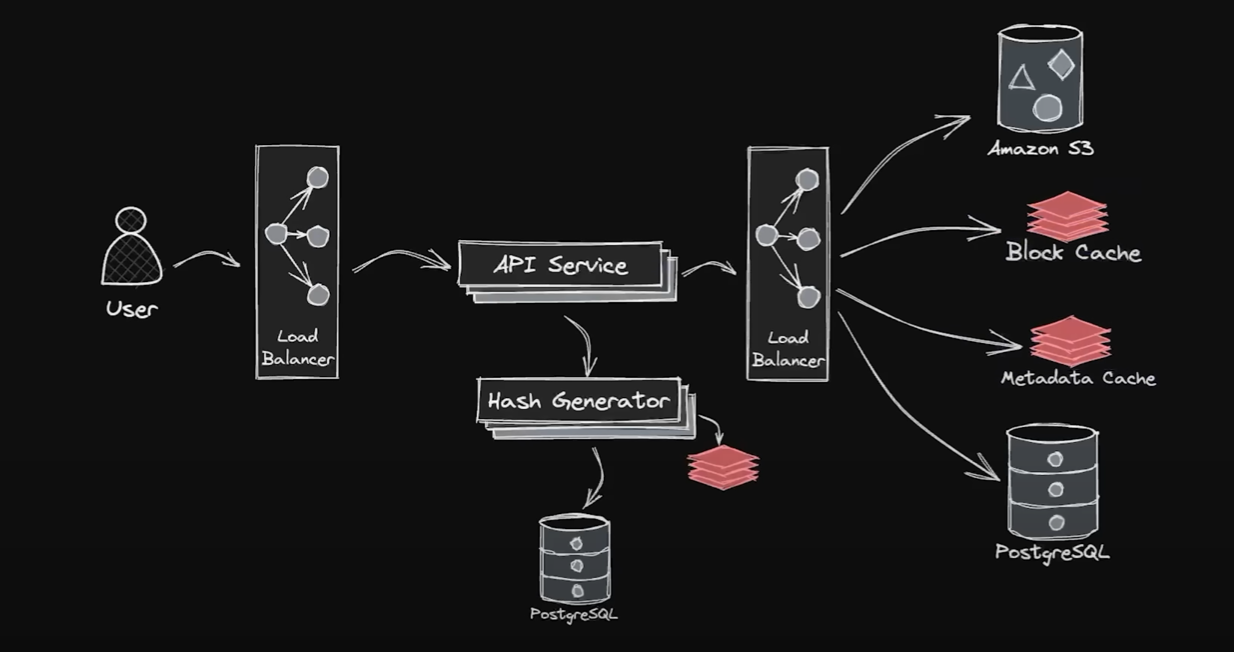 User
Load
Balancer
API Service
Hash Generator
PostgreSQL
Load
Balancer
Amazon S3
Block Cache
Metadata Cache
PostgreSQL